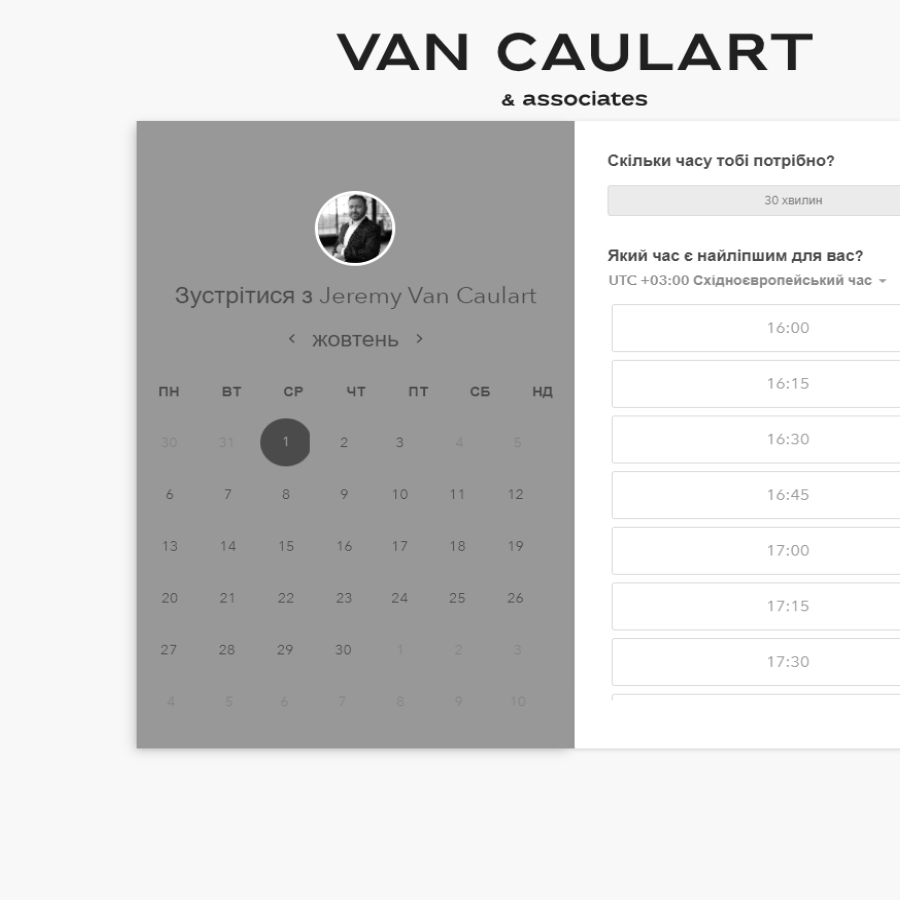 VAN CAULART
& associates
Зустрітися з Jeremy Van Caulart
жовтень
ПН ВТ СР ЧТ ПТ СБ НД
30 31 1 2 3 4 5
6 7 8 9 10 11 12
13 14 15 16 17 18 19
20 21 22 23 24 25 26
27 28 29 30 1 2 3
4 5 6 7 8 9 10
Скільки часу тобі потрібно?
30 хвилин
Який час є найліпшим для вас?
UTC +03:00 Східноєвропейський час
16:00
16:15
16:30
16:45
17:00
17:15
17:30